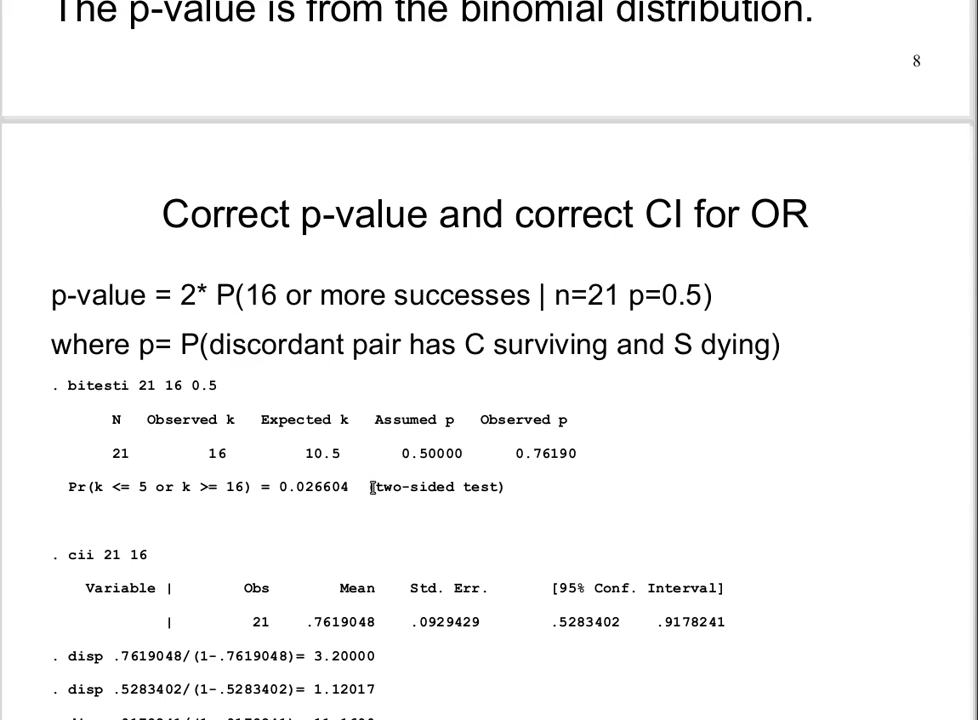 The p-value is from the binomial distribution.
8
Correct p-value and correct CI for OR
p-value = 2* P(16 or more successes | n=21 p=0.5)
where p= P(discordant pair has C surviving and S dying)
. bitesti 21 16 0.5
N Observed k Expected k Assumed p Observed p
21 16 10.5 0.50000 0.76190
Pr(k <= 5 or k >= 16) = 0.026604 (two-sided test)
. cii 21 16
Variable | Obs Mean Std. Err. [95% Conf. Interval]
| 21 .7619048 .0929429 .5283402 .9178241
. disp .7619048/(1-.7619048)= 3.20000
. disp .5283402/(1-.5283402)= 1.12017